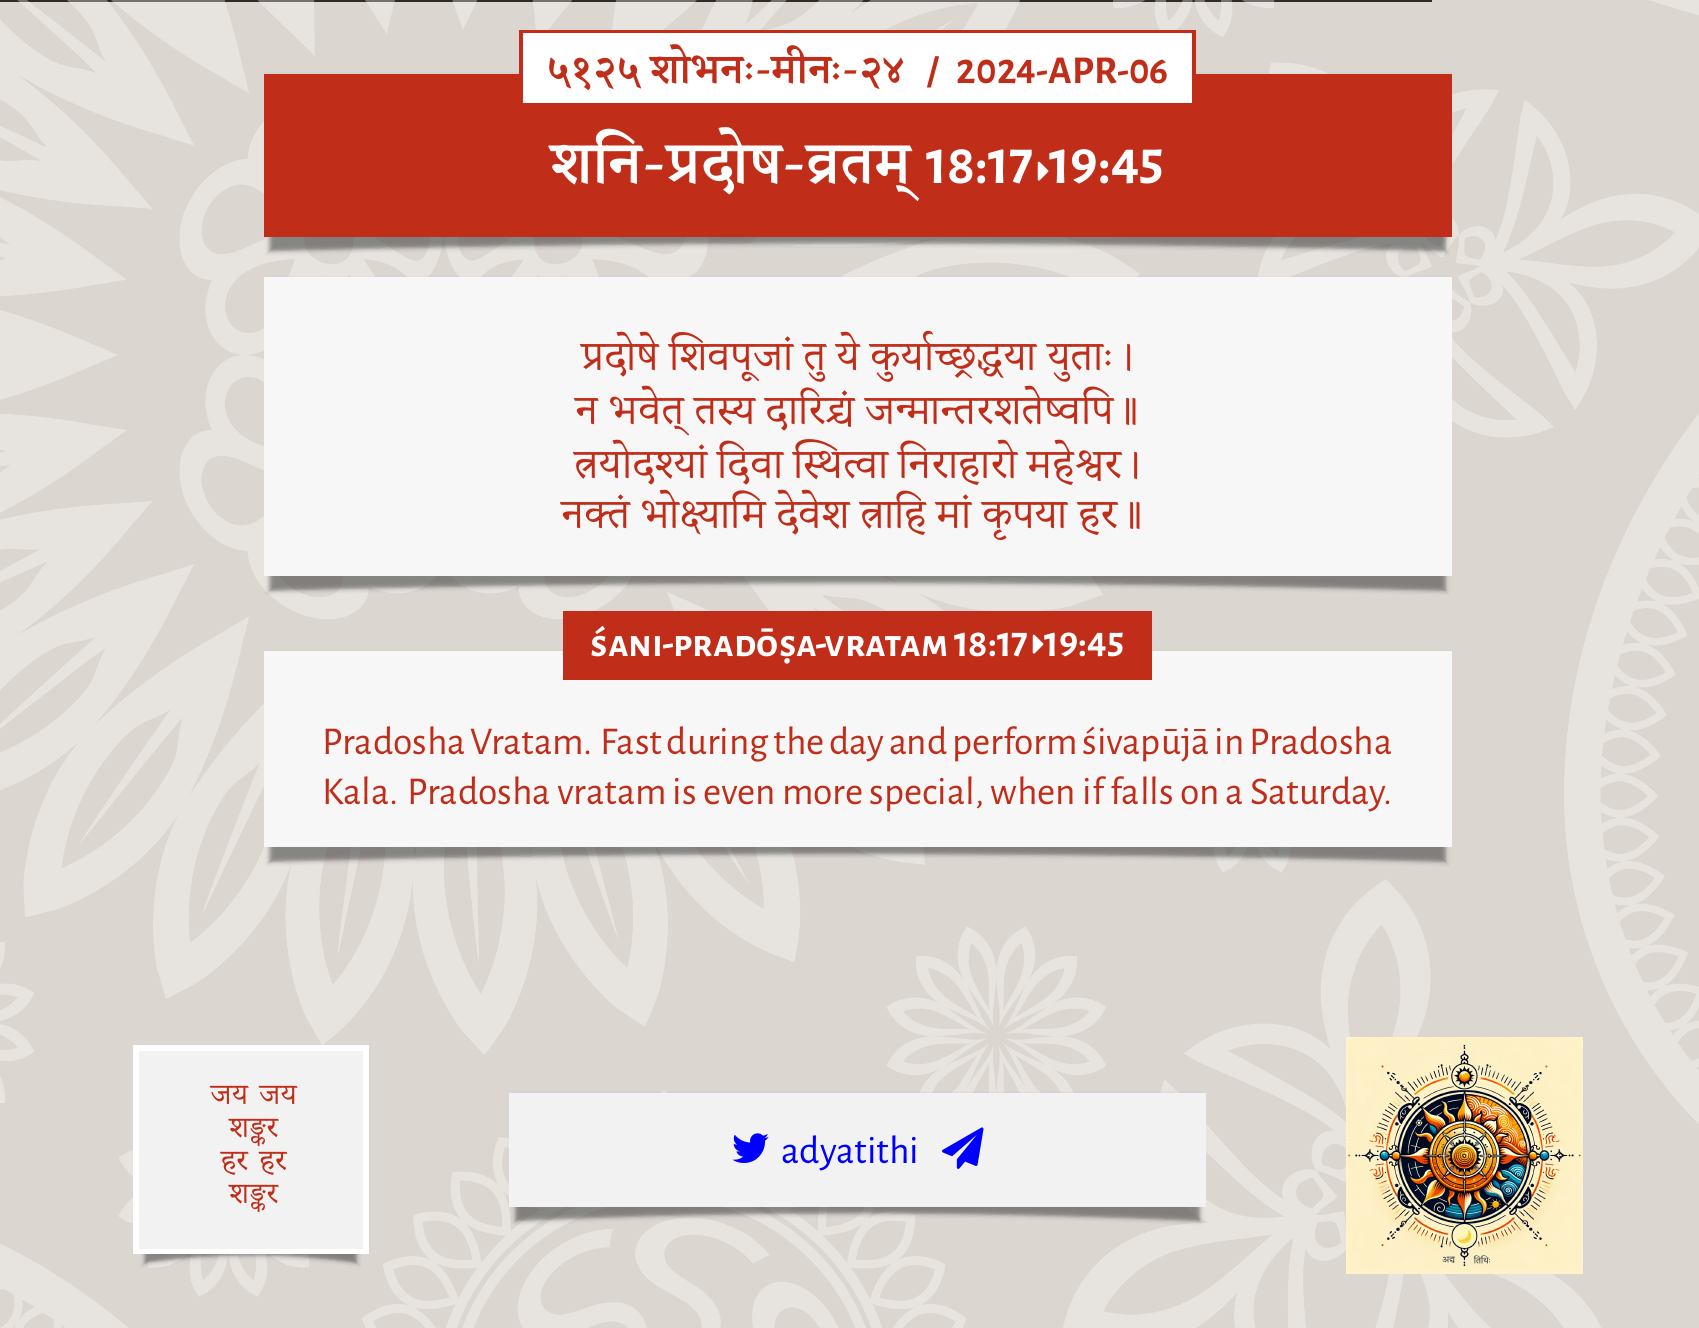 ५१२५ शोभनः-मीनः-२४ / 2024-APR-06
शनि-प्रदोष-व्रतम् 18:17▸19:45
प्रदोषे शिवपूजां तु ये कुर्याच्छ्रद्धया युताः।
न भवेत् तस्य दारिद्र्यं जन्मान्तरशतेष्वपि॥
त्रयोदश्यां दिवा स्थित्वा निराहारो महेश्वर।
नक्तं भोक्ष्यामि देवेश त्राहि मां कृपया हर॥
ŚANI-PRADŌṢA-VRATAM 18:17▸19:45
Pradosha Vratam. Fast during the day and perform śivapūjā in Pradosha
Kala. Pradosha vratam is even more special, when if falls on a Saturday.
जय जय
शङ्कर
हर हर
शङ्कर
adyatithi
अद्य तिथिः